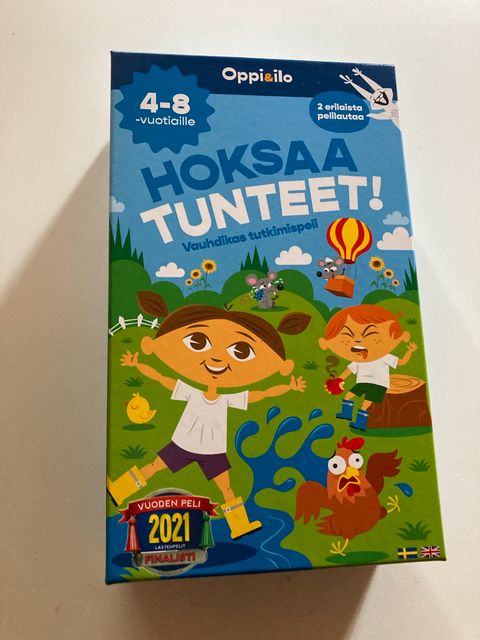 Oppi&ilo
4-8
-vuotiaille
2 erilaista
pelilautaa
HOKSAA
TUNTEET!
Vauhdikas tutkimispeli
VUODEN PELI
2021
LASTENPELIT
FINALISTI